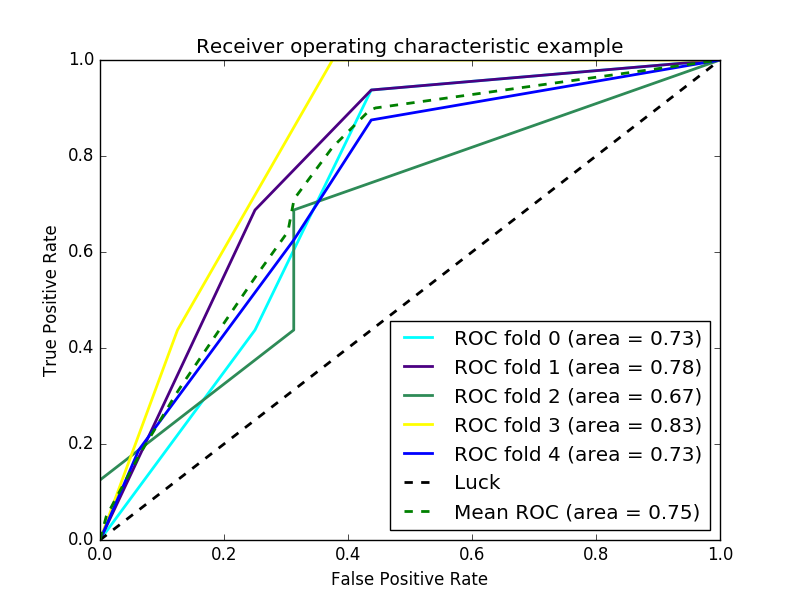 Receiver operating characteristic example
1.0
0.8
0.6
0.4
0.2
0.0
True Positive Rate
ROC fold 0 (area = 0.73)
ROC fold 1 (area = 0.78)
ROC fold 2 (area = 0.67)
ROC fold 3 (area = 0.83)
ROC fold 4 (area = 0.73)
Luck
Mean ROC (area = 0.75)
0.0 0.2 0.4 0.6 0.8 1.0
False Positive Rate